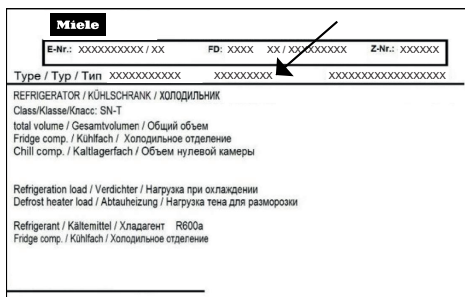 Miele
E-Nr.: XXXXXXXXXX / XX FD: XXXX XX / XXXXXXXXX Z-Nr.: XXXXXX
Type / Typ / Тип XXXXXXXXXXX XXXXXXXXX XXXXXXXXXXXXXXXXXX
REFRIGERATOR / KÜHLSCHRANK / ХОЛОДИЛЬНИК
Class/Klasse/Класс: SN-T
total volume / Gesamtvolumen / Общий объем
Fridge comp. / Kühlfach / Холодильное отделение
Chill comp. / Kaltlagerfach / Объем нулевой камеры
Refrigeration load / Verdichter / Нагрузка при охлаждении
Defrost heater load / Abtauheizung / Нагрузка тена для разморозки
Refrigerant / Kältemittel / Хладагент R600a
Fridge comp. / Kühlfach / Холодильное отделение